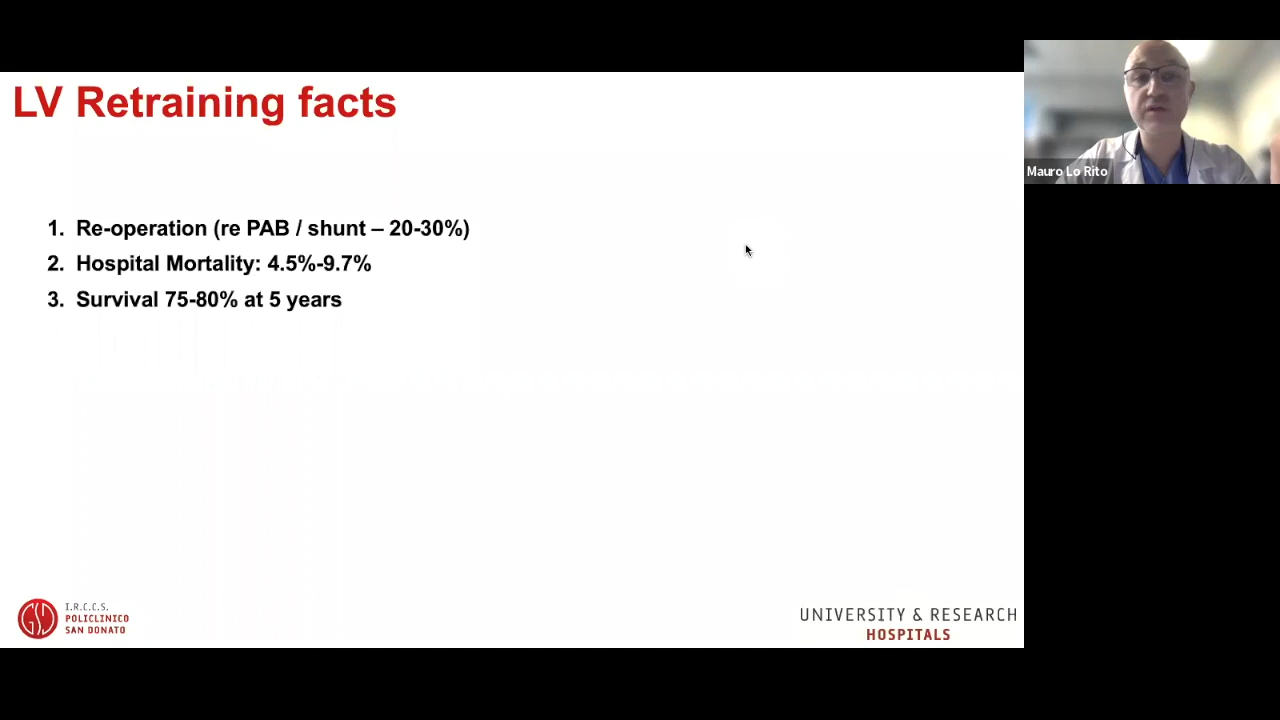 LV Retraining facts
Mauro Lo Rito
1. Re-operation (re PAB / shunt – 20-30%)
2. Hospital Mortality: 4.5%-9.7%
3. Survival 75-80% at 5 years
GSD
I.R.C.C.S.
POLICLINICO
SAN DONATO
UNIVERSITY & RESEARCH
HOSPITALS